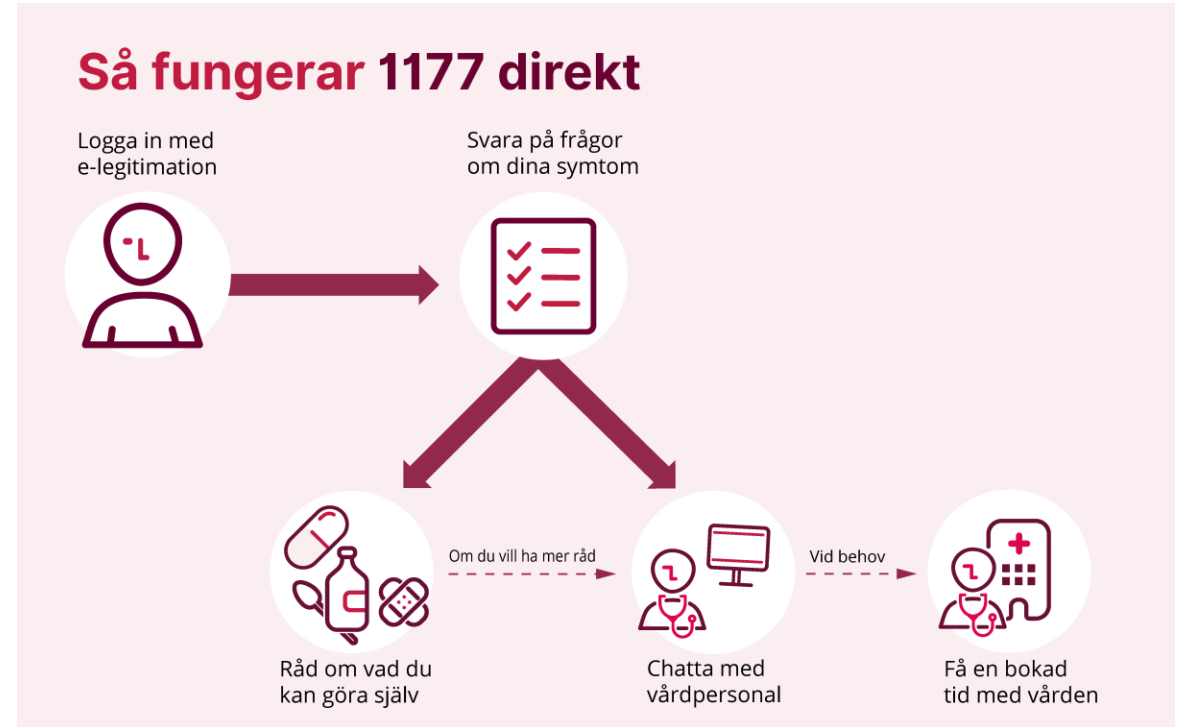 Så fungerar 1177 direkt
Logga in med
e-legitimation
Svara på frågor
om dina symtom
Om du vill ha mer råd
Vid behov
Råd om vad du
kan göra själv
Chatta med
vårdpersonal
Få en bokad
tid med vården